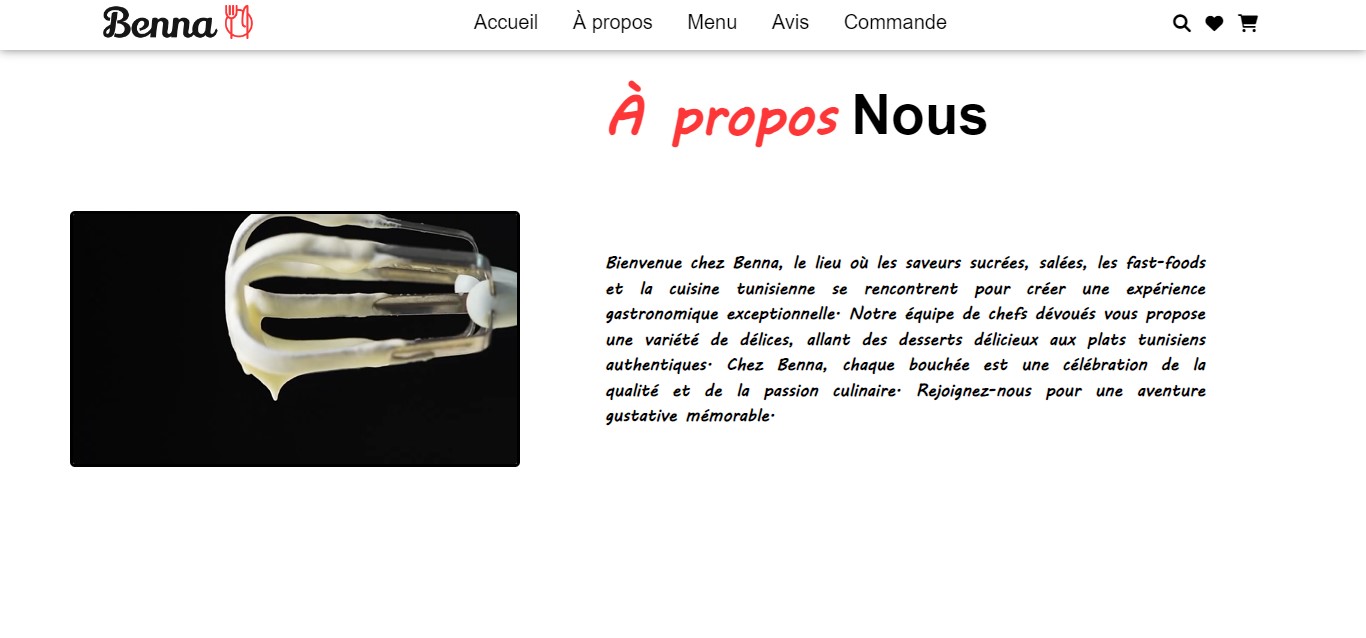 Benna
Accueil À propos Menu Avis Commande
À propos Nous
Bienvenue chez Benna, le lieu où les saveurs sucrées, salées, les fast-foods
et la cuisine tunisienne se rencontrent pour créer une expérience
gastronomique exceptionnelle. Notre équipe de chefs dévoués vous propose
une variété de délices, allant des desserts délicieux aux plats tunisiens
authentiques. Chez Benna, chaque bouchée est une célébration de la
qualité et de la passion culinaire. Rejoignez-nous pour une aventure
gustative mémorable.